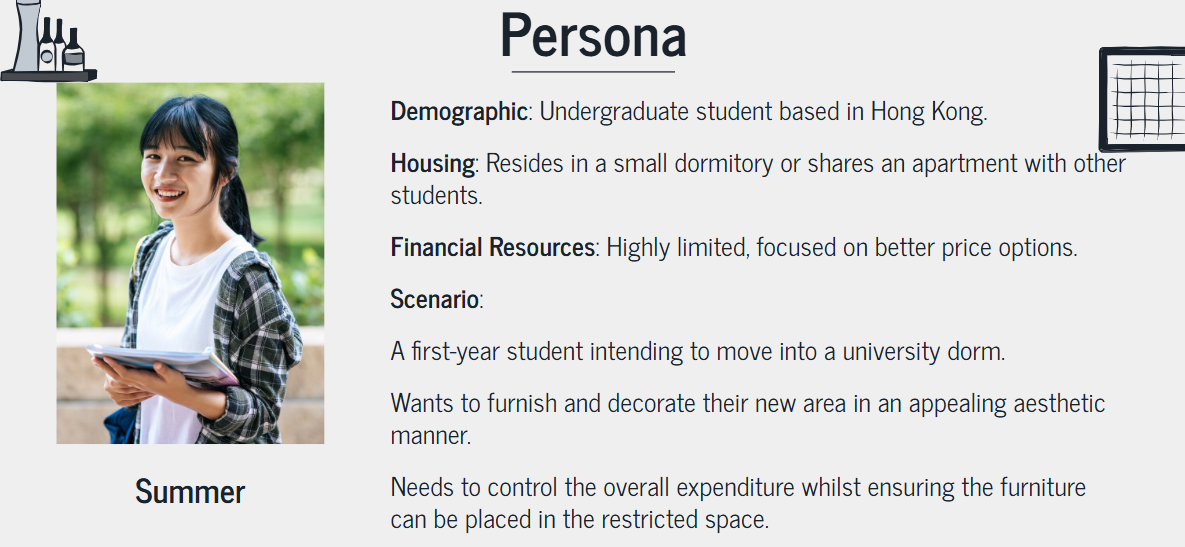 Persona
Demographic: Undergraduate student based in Hong Kong.
Housing: Resides in a small dormitory or shares an apartment with other
students.
Financial Resources: Highly limited, focused on better price options.
Scenario:
A first-year student intending to move into a university dorm.
Wants to furnish and decorate their new area in an appealing aesthetic
manner.
Needs to control the overall expenditure whilst ensuring the furniture
can be placed in the restricted space.
Summer